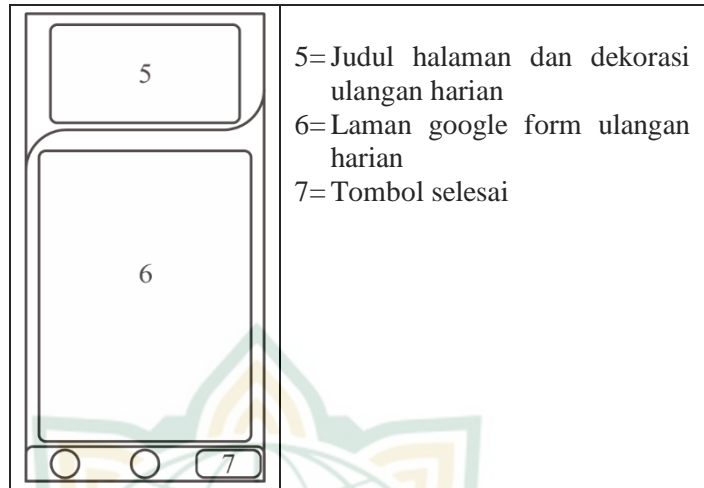 5
6
7
5= Judul halaman dan dekorasi
ulangan harian
6= Laman google form ulangan
harian
7= Tombol selesai